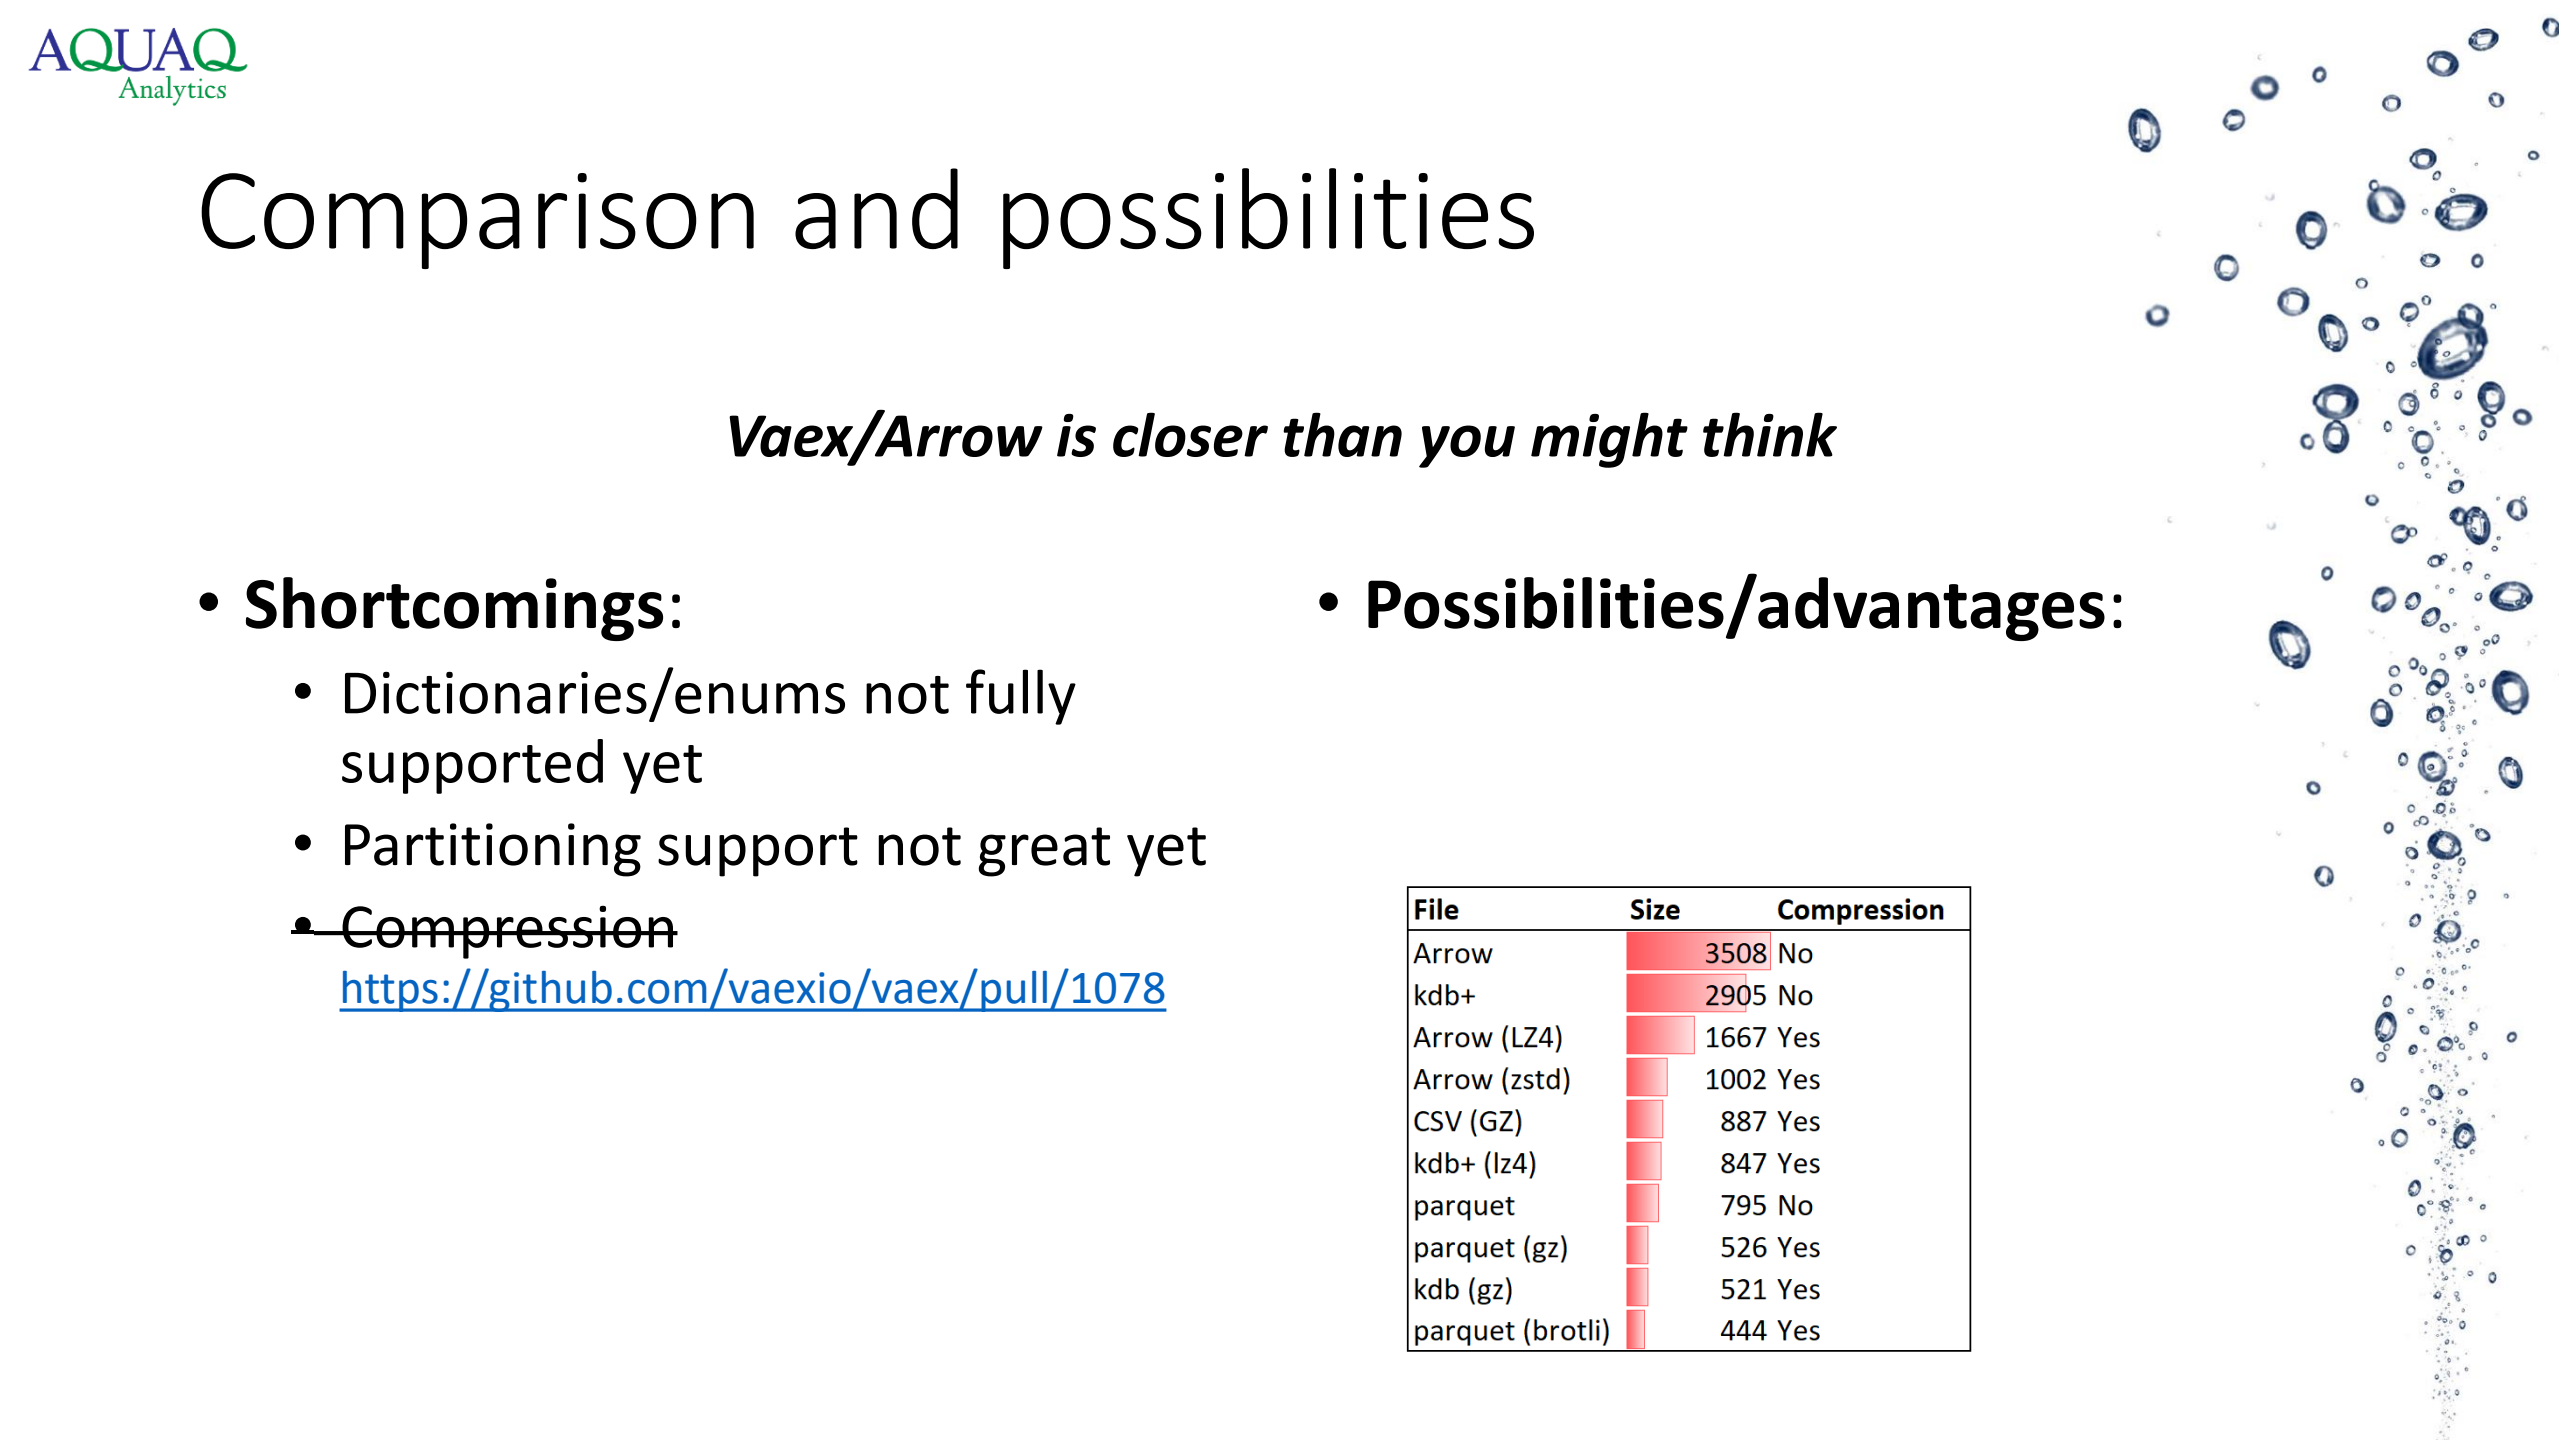 AQUAQ
Analytics
Comparison and possibilities
Vaex/Arrow is closer than you might think
• Shortcomings:
• Dictionaries/enums not fully
supported yet
• Partitioning support not great yet
• Compression
https://github.com/vaexio/vaex/pull/1078
• Possibilities/advantages:
File Size Compression
Arrow 3508 No
kdb+ 2905 No
Arrow (LZ4) 1667 Yes
Arrow (zstd) 1002 Yes
CSV (GZ) 887 Yes
kdb+ (lz4) 847 Yes
parquet 795 No
parquet (gz) 526 Yes
kdb (gz) 521 Yes
parquet (brotli) 444 Yes